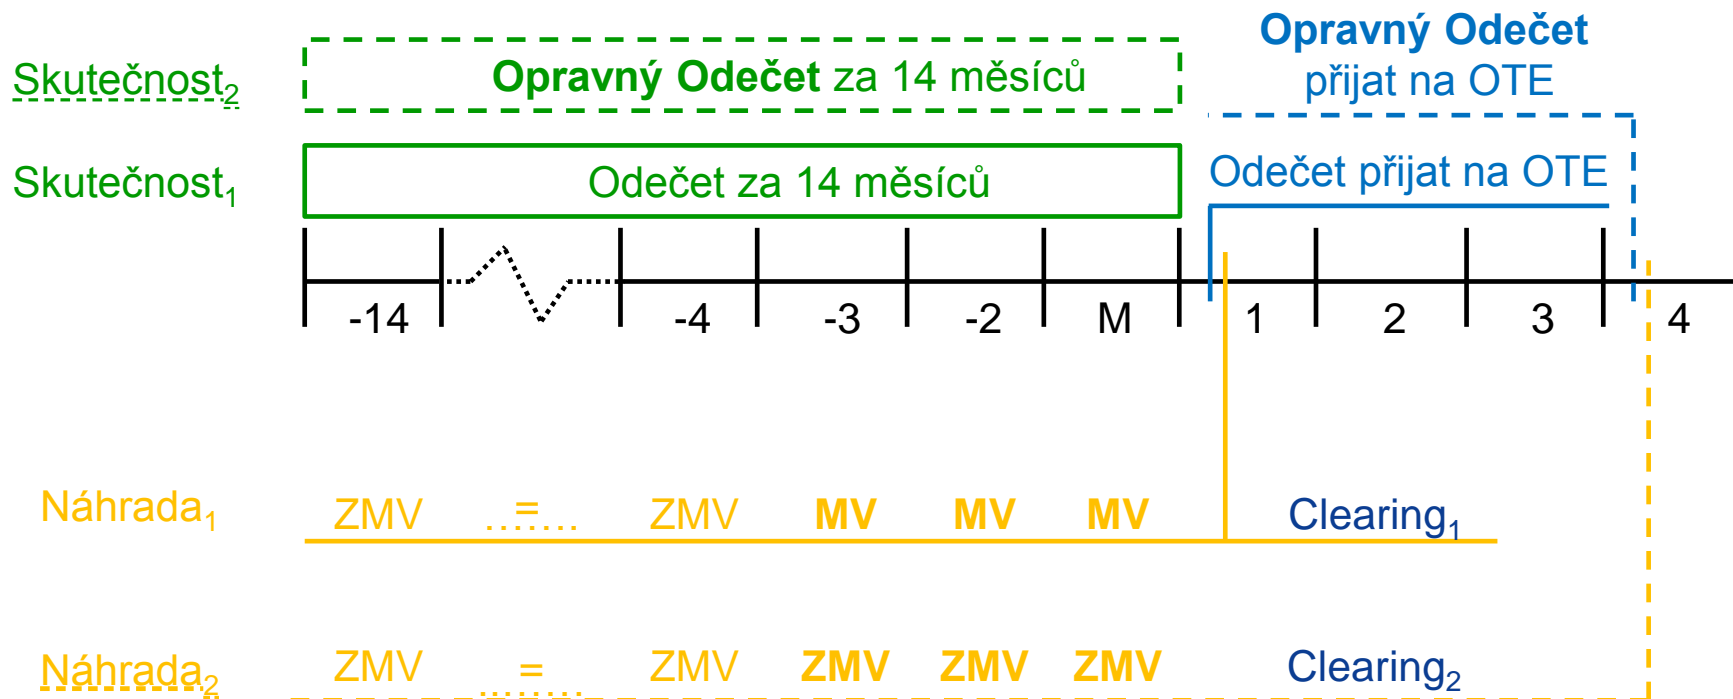 Opravný Odečet
přijat na OTE
Skutečnost2
Opravný Odečet za 14 měsíců
Skutečnost1
Odečet za 14 měsíců
Odečet přijat na OTE
-14 -4 -3 -2 M 1 2 3 4
Náhrada1 ZMV ...=.... ZMV MV MV MV Clearing1
Náhrada2 ZMV ...=.... ZMV ZMV ZMV ZMV Clearing2